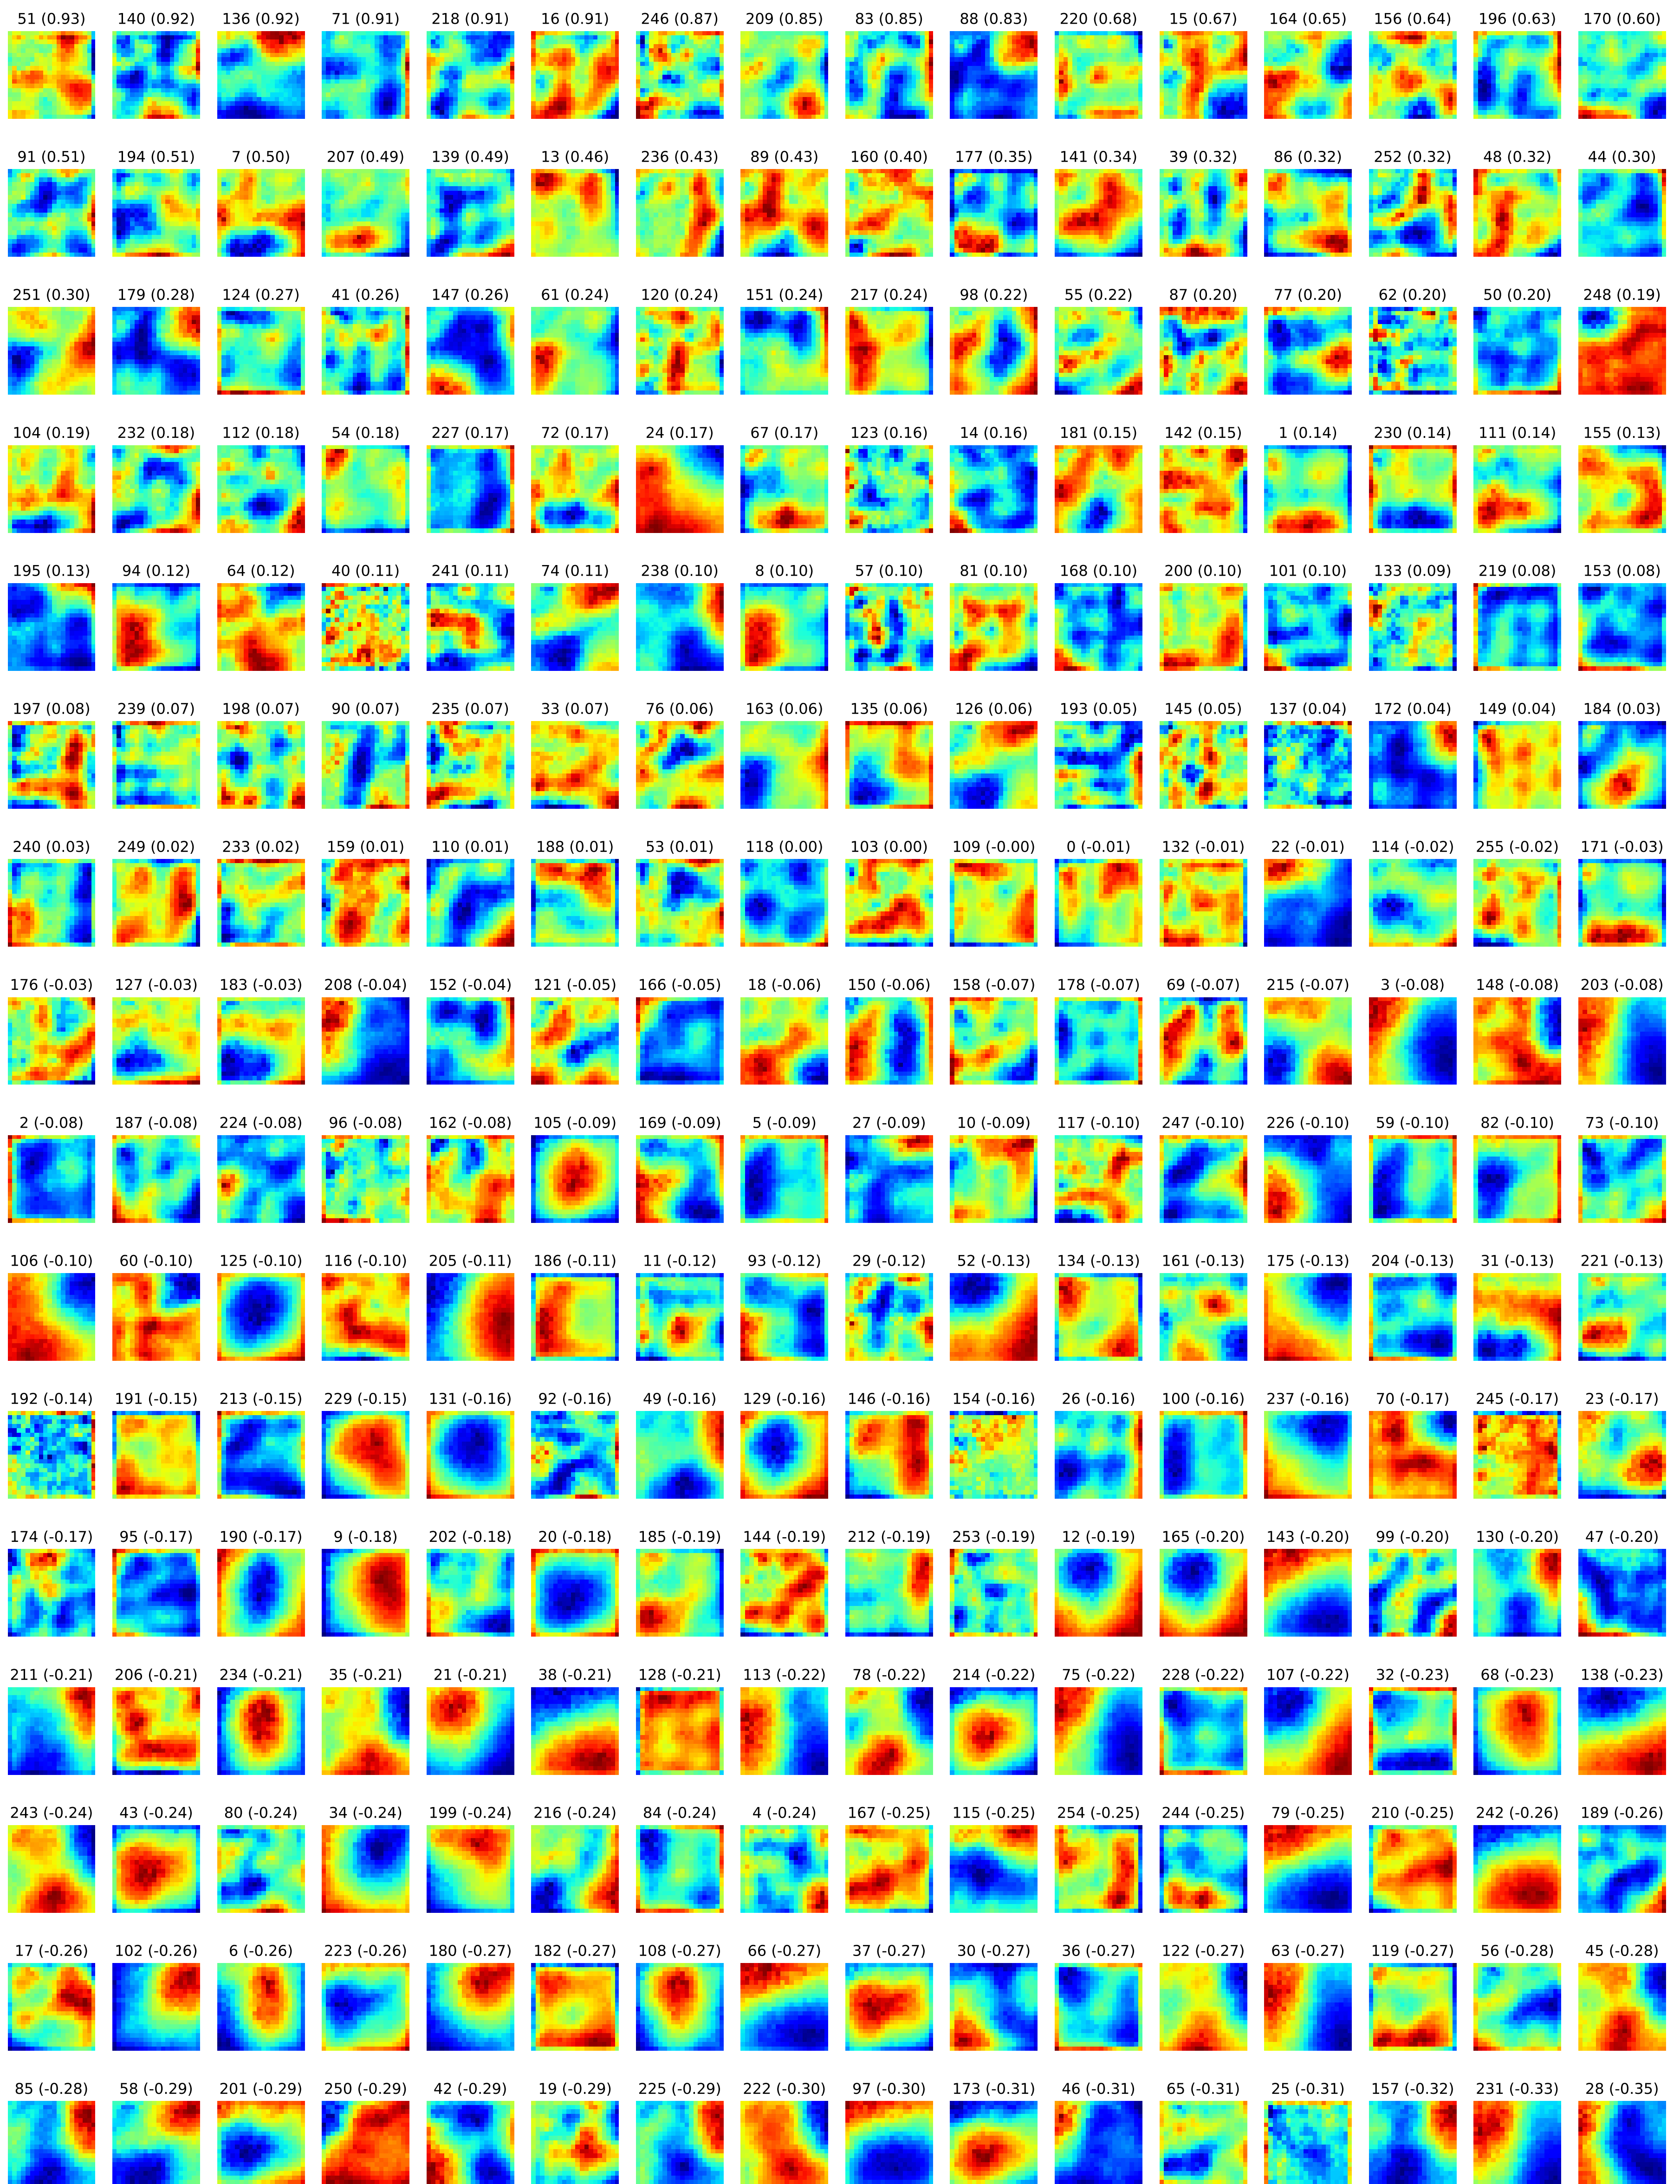 51 (0.93) 140 (0.92) 136 (0.92) 71 (0.91) 218 (0.91) 16 (0.91) 246 (0.87) 209 (0.85) 83 (0.85) 88 (0.83) 220 (0.68) 15 (0.67) 164 (0.65) 156 (0.64) 196 (0.63) 170 (0.60)
91 (0.51) 194 (0.51) 7 (0.50) 207 (0.49) 139 (0.49) 13 (0.46) 236 (0.43) 89 (0.43) 160 (0.40) 177 (0.35) 141 (0.34) 39 (0.32) 86 (0.32) 252 (0.32) 48 (0.32) 44 (0.30)
251 (0.30) 179 (0.28) 124 (0.27) 41 (0.26) 147 (0.26) 61 (0.24) 120 (0.24) 151 (0.24) 217 (0.24) 98 (0.22) 55 (0.22) 87 (0.20) 77 (0.20) 62 (0.20) 50 (0.20) 248 (0.19)
104 (0.19) 232 (0.18) 112 (0.18) 54 (0.18) 227 (0.17) 72 (0.17) 24 (0.17) 67 (0.17) 123 (0.16) 14 (0.16) 181 (0.15) 142 (0.15) 1 (0.14) 230 (0.14) 111 (0.14) 155 (0.13)
195 (0.13) 94 (0.12) 64 (0.12) 40 (0.11) 241 (0.11) 74 (0.11) 238 (0.10) 8 (0.10) 57 (0.10) 81 (0.10) 168 (0.10) 200 (0.10) 101 (0.10) 133 (0.09) 219 (0.08) 153 (0.08)
197 (0.08) 239 (0.07) 198 (0.07) 90 (0.07) 235 (0.07) 33 (0.07) 76 (0.06) 163 (0.06) 135 (0.06) 126 (0.06) 193 (0.05) 145 (0.05) 137 (0.04) 172 (0.04) 149 (0.04) 184 (0.03)
240 (0.03) 249 (0.02) 233 (0.02) 159 (0.01) 110 (0.01) 188 (0.01) 53 (0.01) 118 (0.00) 103 (0.00) 109 (-0.00) 0 (-0.01) 132 (-0.01) 22 (-0.01) 114 (-0.02) 255 (-0.02) 171 (-0.03)
176 (-0.03) 127 (-0.03) 183 (-0.03) 208 (-0.04) 152 (-0.04) 121 (-0.05) 166 (-0.05) 18 (-0.06) 150 (-0.06) 158 (-0.07) 178 (-0.07) 69 (-0.07) 215 (-0.07) 3 (-0.08) 148 (-0.08) 203 (-0.08)
2 (-0.08) 187 (-0.08) 224 (-0.08) 96 (-0.08) 162 (-0.08) 105 (-0.09) 169 (-0.09) 5 (-0.09) 27 (-0.09) 10 (-0.09) 117 (-0.10) 247 (-0.10) 226 (-0.10) 59 (-0.10) 82 (-0.10) 73 (-0.10)
106 (-0.10) 60 (-0.10) 125 (-0.10) 116 (-0.10) 205 (-0.11) 186 (-0.11) 11 (-0.12) 93 (-0.12) 29 (-0.12) 52 (-0.13) 134 (-0.13) 161 (-0.13) 175 (-0.13) 204 (-0.13) 31 (-0.13) 221 (-0.13)
192 (-0.14) 191 (-0.15) 213 (-0.15) 229 (-0.15) 131 (-0.16) 92 (-0.16) 49 (-0.16) 129 (-0.16) 146 (-0.16) 154 (-0.16) 26 (-0.16) 100 (-0.16) 237 (-0.16) 70 (-0.17) 245 (-0.17) 23 (-0.17)
174 (-0.17) 95 (-0.17) 190 (-0.17) 9 (-0.18) 202 (-0.18) 20 (-0.18) 185 (-0.19) 144 (-0.19) 212 (-0.19) 253 (-0.19) 12 (-0.19) 165 (-0.20) 143 (-0.20) 99 (-0.20) 130 (-0.20) 47 (-0.20)
211 (-0.21) 206 (-0.21) 234 (-0.21) 35 (-0.21) 21 (-0.21) 38 (-0.21) 128 (-0.21) 113 (-0.22) 78 (-0.22) 214 (-0.22) 75 (-0.22) 228 (-0.22) 107 (-0.22) 32 (-0.23) 68 (-0.23) 138 (-0.23)
243 (-0.24) 43 (-0.24) 80 (-0.24) 34 (-0.24) 199 (-0.24) 216 (-0.24) 84 (-0.24) 4 (-0.24) 167 (-0.25) 115 (-0.25) 254 (-0.25) 244 (-0.25) 79 (-0.25) 210 (-0.25) 242 (-0.26) 189 (-0.26)
17 (-0.26) 102 (-0.26) 6 (-0.26) 223 (-0.26) 180 (-0.27) 182 (-0.27) 108 (-0.27) 66 (-0.27) 37 (-0.27) 30 (-0.27) 36 (-0.27) 122 (-0.27) 63 (-0.27) 119 (-0.27) 56 (-0.28) 45 (-0.28)
85 (-0.28) 58 (-0.29) 201 (-0.29) 250 (-0.29) 42 (-0.29) 19 (-0.29) 225 (-0.29) 222 (-0.30) 97 (-0.30) 173 (-0.31) 46 (-0.31) 65 (-0.31) 25 (-0.31) 157 (-0.32) 231 (-0.33) 28 (-0.35)